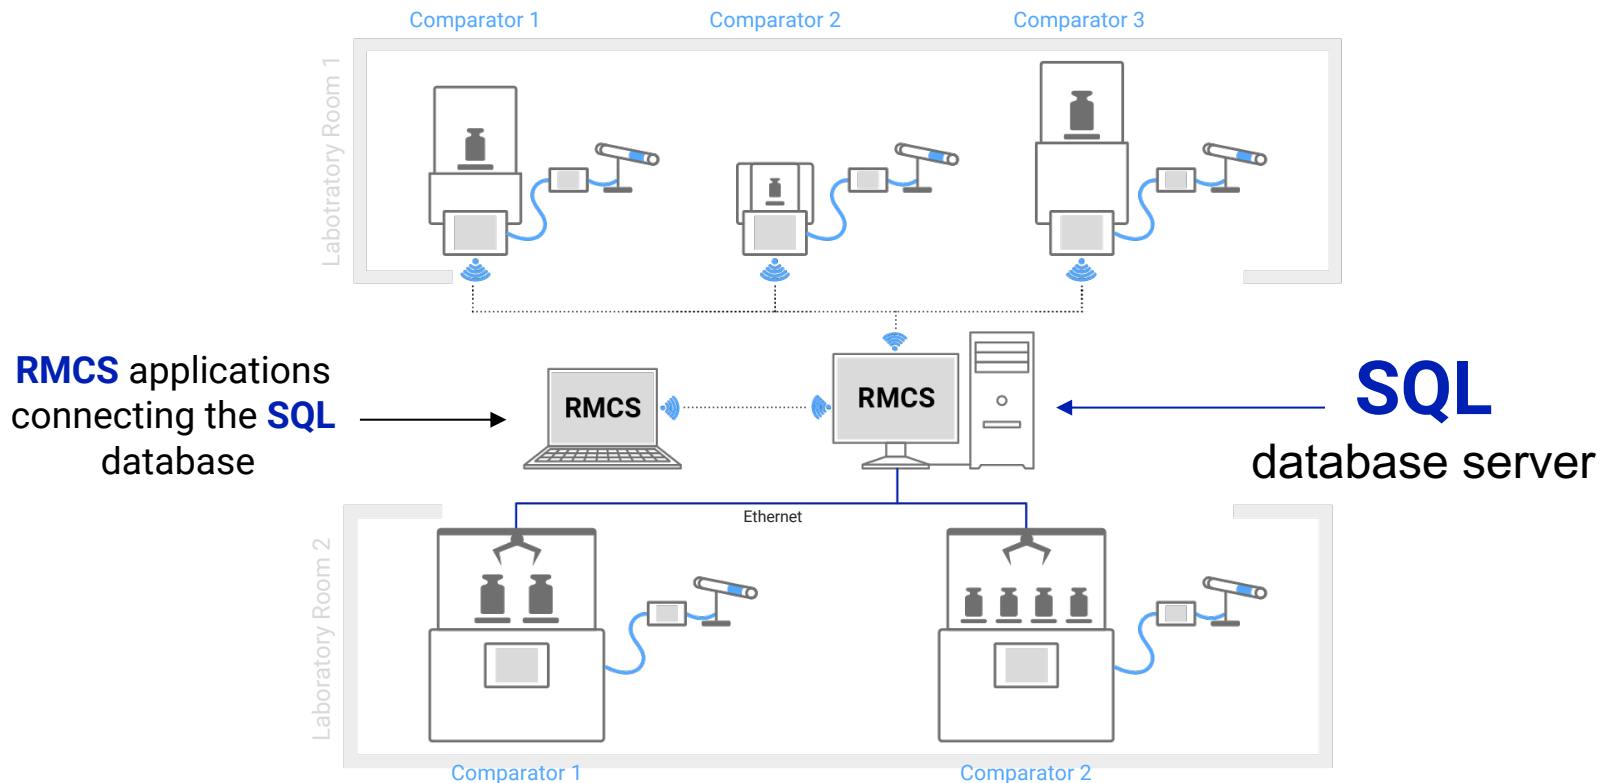 Comparator 1
Comparator 2
Comparator 3
Labotratory Room 1
RMCS applications
connecting the SQL
database
RMCS
RMCS
SQL
database server
Ethernet
Laboratory Room 2
Comparator 1
Comparator 2